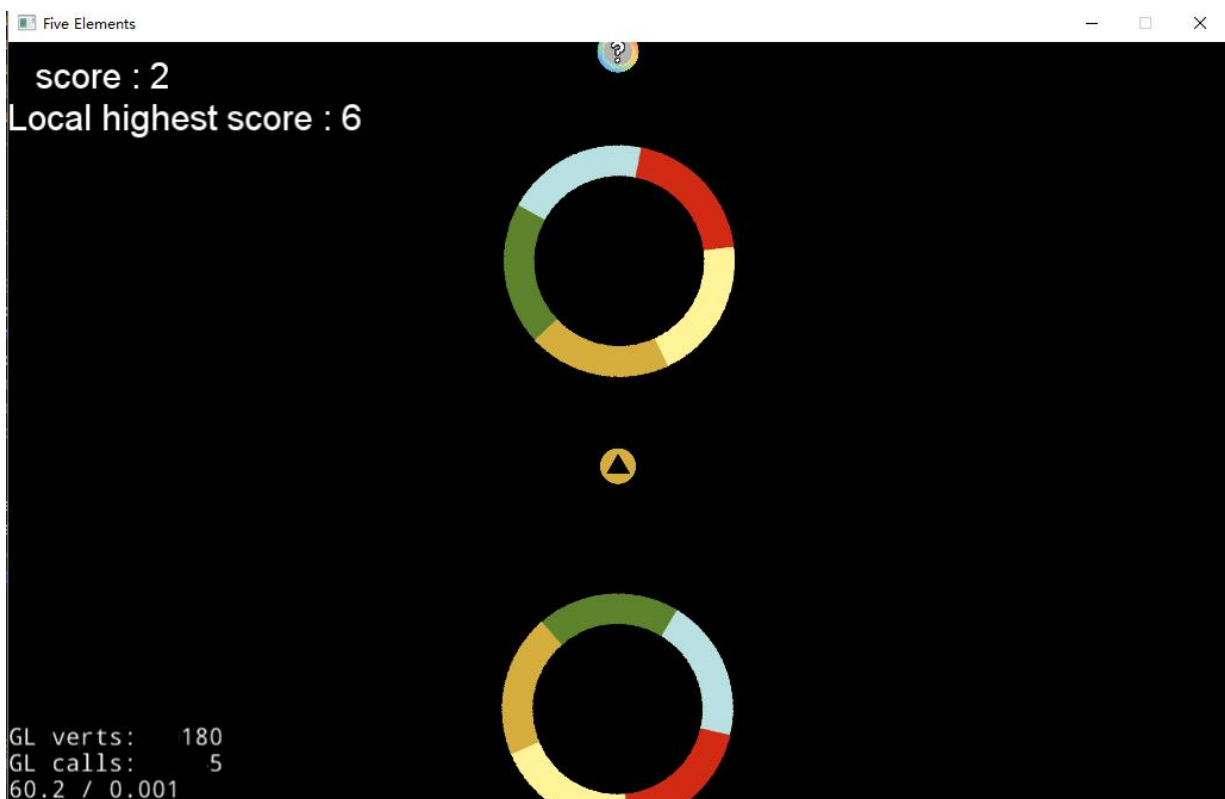 Five Elements
?
score : 2
Local highest score : 6
GL verts: 180
GL calls: 5
60.2 / 0.001